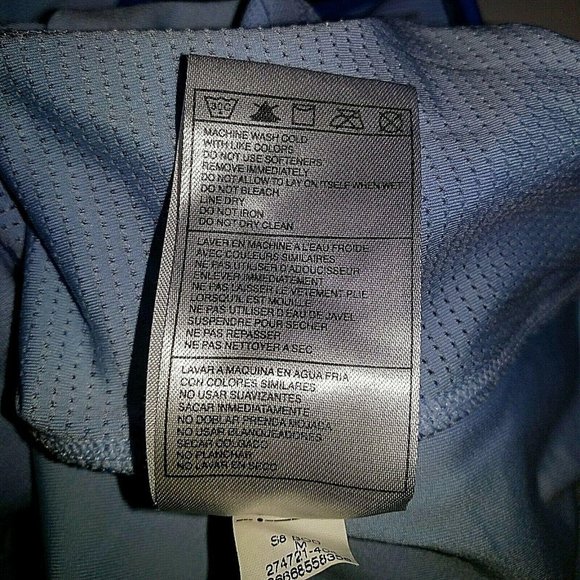 30C
MACHINE WASH COLD
WITH LIKE COLORS
DO NOT USE SOFTENERS
REMOVE IMMEDIATELY
DO NOT ALLOW TO LAY ON ITSELF WHEN WET
DO NOT BLEACH
LINE DRY
DO NOT IRON
DO NOT DRY CLEAN
LAVER EN MACHINE A L'EAU FROIDE
AVEC COULEURS SIMILAIRES
NE PAS UTILISER D'ADOUCISSEUR
ENLEVER IMMEDIATEMENT
NE PAS LAISSER LE VETEMENT PLIE
LORSQU'IL EST MOUILLE
NE PAS UTILISER D'EAU DE JAVEL
SUSPENDRE POUR SECHER
NE PAS REPASSER
NE PAS NETTOYER A SEC
LAVAR A MAQUINA EN AGUA FRIA
CON COLORES SIMILARES
NO USAR SUAVIZANTES
SACAR INMEDIATAMENTE
NO DOBLAR PRENDA MOJADA
NO USAR BLANQUEADORES
SECAR COLGADO
NO PLANCHAR
NO LAVAR EN SECO
M